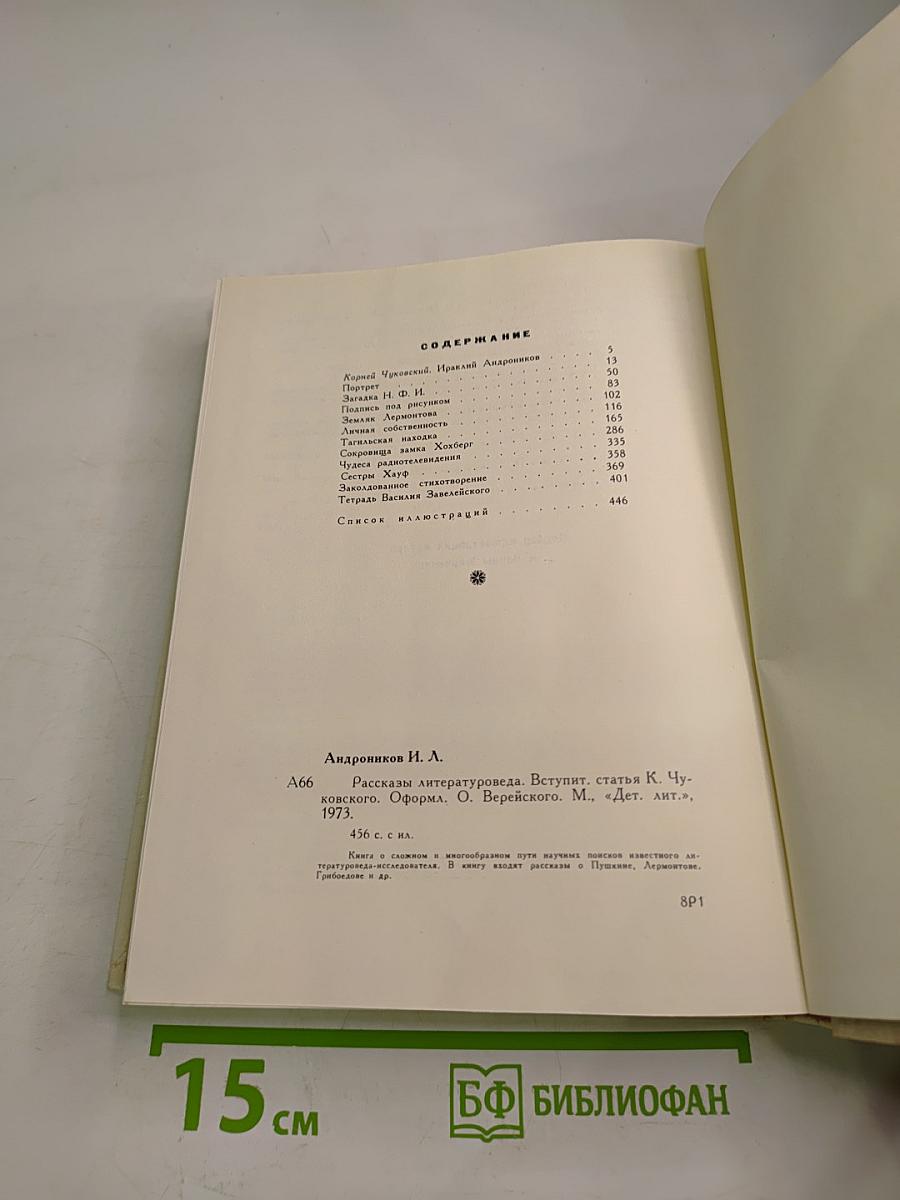 СОДЕРЖАНИЕ
Корней Чуковский. Ираклий Андроников . . . . 5
Портрет . . . . . . . . . . . . . 13
Загадка Н. Ф. И. . . . . . . . . . . . 50
Подпись под рисунком . . . . . . . . . 83
Земляк Лермонтова . . . . . . . . . . 102
Личная собственность . . . . . . . . . 116
Тагильская находка . . . . . . . . . . 165
Сокровища замка Хохберг . . . . . . . . 286
Чудеса радиотелевидения . . . . . . . . 335
Сестры Хауф . . . . . . . . . . . 358
Заколдованное стихотворение . . . . . . . 369
Тетрадь Василия Завелейского . . . . . . . 401
Список иллюстраций . . . . . . . . 446
Андроников И. Л.
А66 Рассказы литературоведа. Вступит. статья К. Чу-
ковского. Оформл. О. Верейского. М., «Дет. лит.»,
1973.
456 с. с ил.
Книга о сложном и многообразном пути научных поисков известного ли-
тературоведа-исследователя. В книгу входят рассказы о Пушкине, Лермонтове,
Грибоедове и др.
8Р1
15 см
БФ БИБЛИОФАН